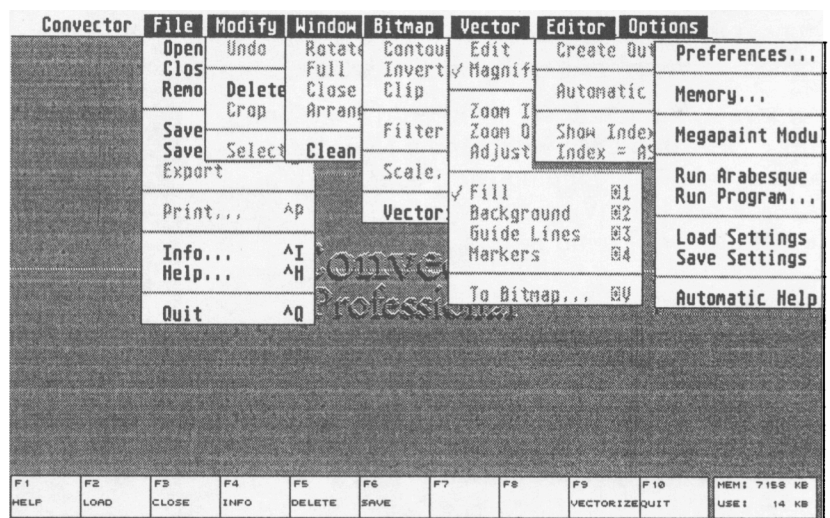 Convector File Modify Window Bitmap Vector Editor Options
Open
Clos
Remo
Save
Save
Export
Print... ^P
Info... ^I
Help... ^H
Quit ^Q
Undo
Delete
Crop
Select
Rotate
Full
Close
Arrang
Clean
Contou
Invert
Clip
Filter
Scale.
Vector
Edit
✓ Magnif
Zoom I
Zoom O
Adjust
✓ Fill 1
Background 2
Guide Lines 3
Markers 4
To Bitmap... V
Create Out
Automatic
Show Index
Index = AS
Preferences...
Memory...
Megapaint Modu
Run Arabesque
Run Program...
Load Settings
Save Settings
Automatic Help
Convec
Professional
F1 F2 F3 F4 F5 F6 F7 F8 F9 F10 MEM: 7158 KB
HELP LOAD CLOSE INFO DELETE SAVE VECTORIZE QUIT USE: 14 KB